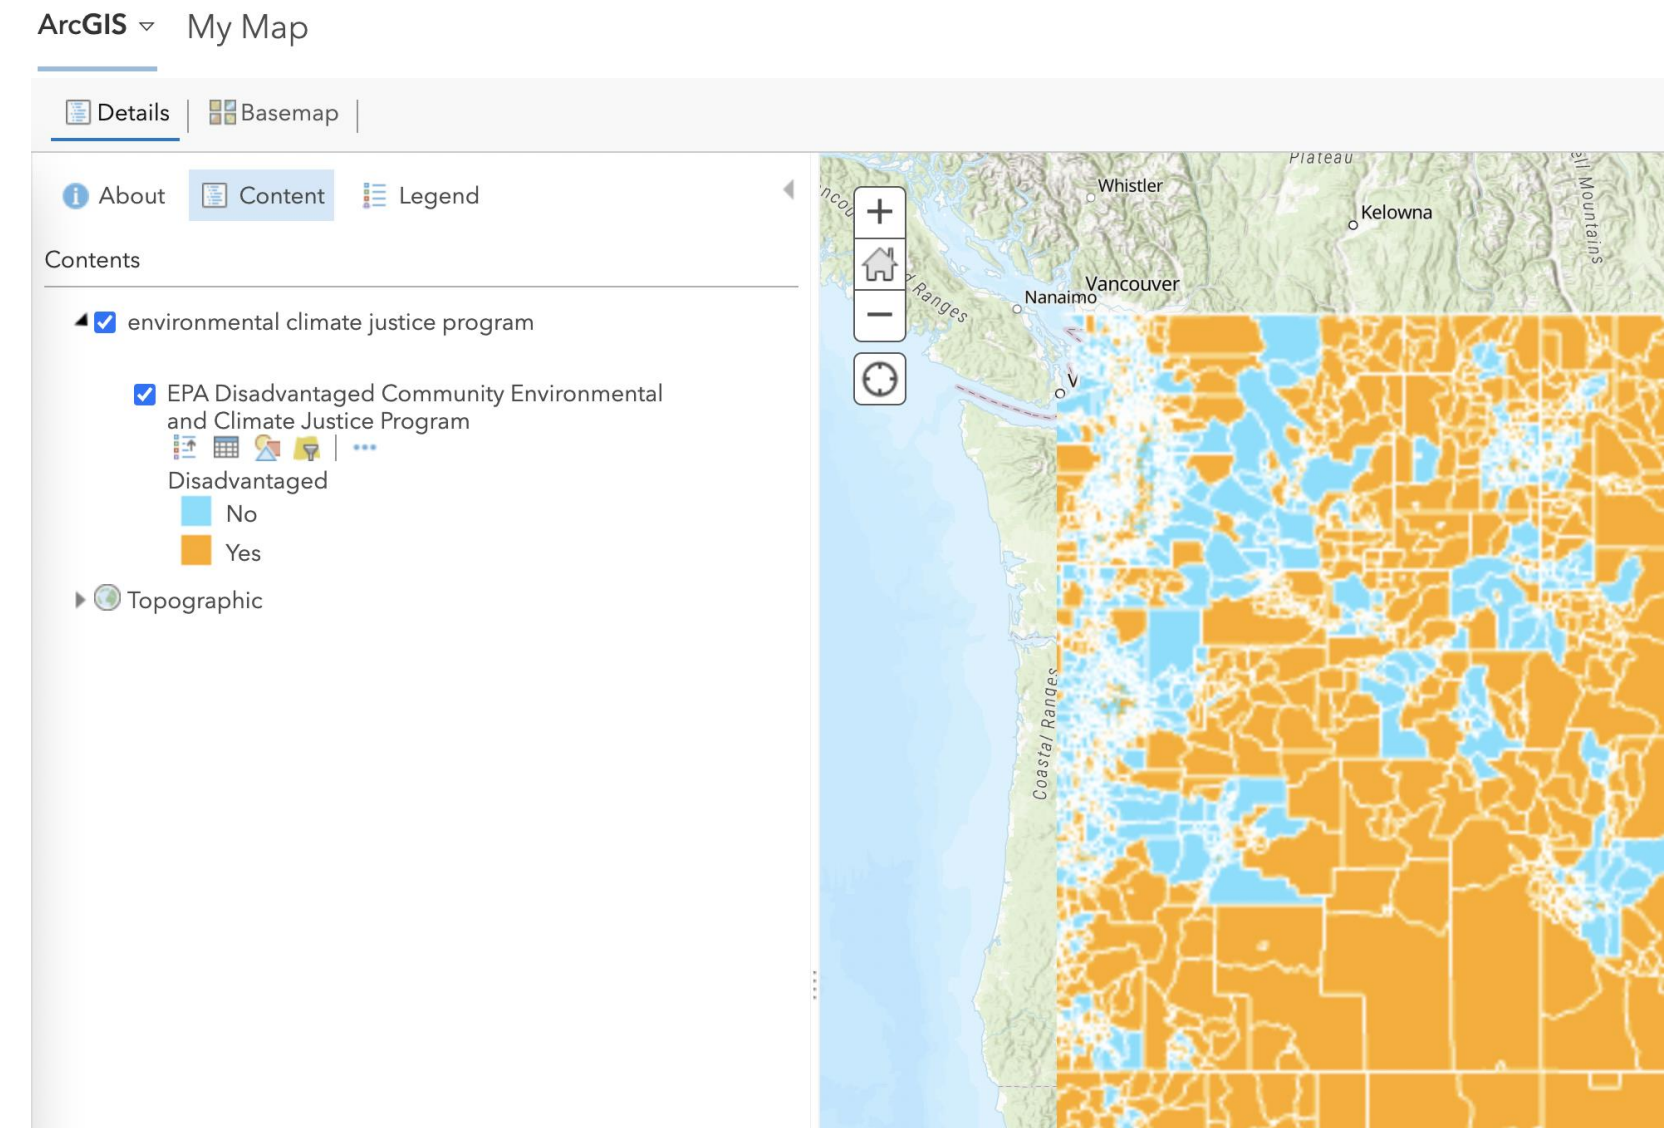 ArcGIS My Map
Details Basemap
About Content Legend
Contents
environmental climate justice program
EPA Disadvantaged Community Environmental
and Climate Justice Program
Disadvantaged
No
Yes
Topographic
Plateau
Whistler
Kelowna
Mountains
Vancouver
Nanaimo
Ranges
V
Coastal Ranges